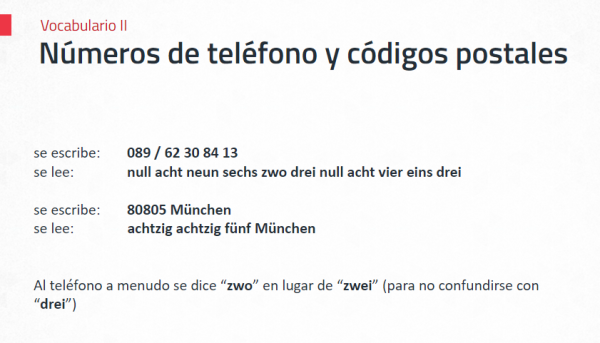 Vocabulario II
Números de teléfono y códigos postales
se escribe: 089 / 62 30 84 13
se lee: null acht neun sechs zwo drei null acht vier eins drei
se escribe: 80805 München
se lee: achtzig achtzig fünf München
Al teléfono a menudo se dice “zwo” en lugar de “zwei” (para no confundirse con
“drei”)